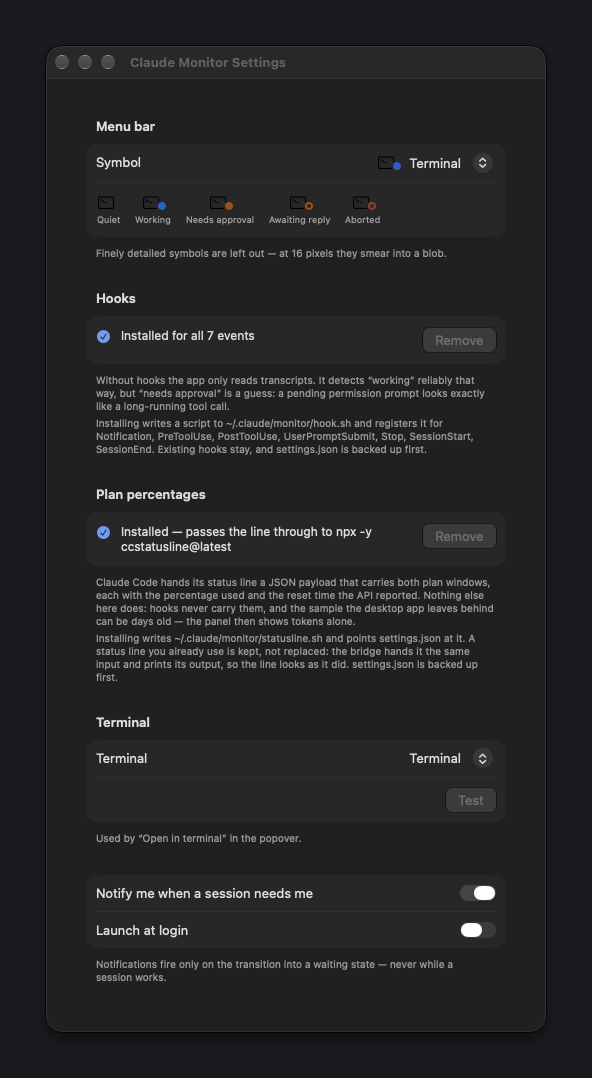 Claude Monitor Settings
Menu bar
Symbol
Terminal
Quiet
Working
Needs approval
Awaiting reply
Aborted
Finely detailed symbols are left out — at 16 pixels they smear into a blob.
Hooks
Installed for all 7 events
Remove
Without hooks the app only reads transcripts. It detects “working” reliably that
way, but “needs approval” is a guess: a pending permission prompt looks exactly
like a long-running tool call.
Installing writes a script to ~/.claude/monitor/hook.sh and registers it for
Notification, PreToolUse, PostToolUse, UserPromptSubmit, Stop, SessionStart,
SessionEnd. Existing hooks stay, and settings.json is backed up first.
Plan percentages
Installed — passes the line through to npx -y
ccstatusline@latest
Remove
Claude Code hands its status line a JSON payload that carries both plan windows,
each with the percentage used and the reset time the API reported. Nothing else
here does: hooks never carry them, and the sample the desktop app leaves behind
can be days old — the panel then shows tokens alone.
Installing writes ~/.claude/monitor/statusline.sh and points settings.json at it. A
status line you already use is kept, not replaced: the bridge hands it the same
input and prints its output, so the line looks as it did. settings.json is backed up
first.
Terminal
Terminal
Terminal
Test
Used by “Open in terminal” in the popover.
Notify me when a session needs me
Launch at login
Notifications fire only on the transition into a waiting state — never while a
session works.